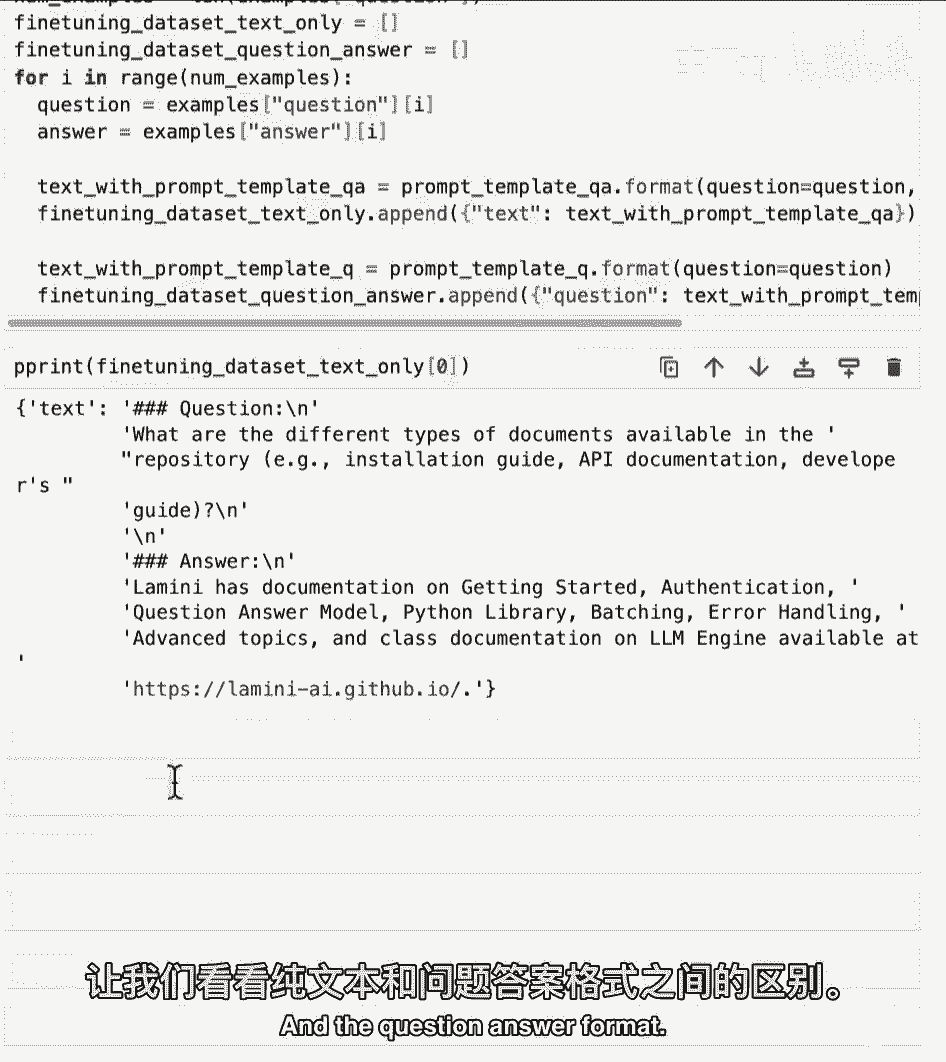 finetuning_dataset_text_only = []
finetuning_dataset_question_answer = []
for i in range(num_examples):
  question = examples["question"][i]
  answer = examples["answer"][i]

  text_with_prompt_template_qa = prompt_template_qa.format(question=question,
  finetuning_dataset_text_only.append({"text": text_with_prompt_template_qa})

  text_with_prompt_template_q = prompt_template_q.format(question=question)
  finetuning_dataset_question_answer.append({"question": text_with_prompt_tem
pprint(finetuning_dataset_text_only[0])
{'text': '### Question:\n'
         'What are the different types of documents available in the '
         "repository (e.g., installation guide, API documentation, develope
r's "
         'guide)?\n'
         '\n'
         '### Answer:\n'
         'Lamini has documentation on Getting Started, Authentication, '
         'Question Answer Model, Python Library, Batching, Error Handling, '
         'Advanced topics, and class documentation on LLM Engine available at
'
         'https://lamini-ai.github.io/.'}
让我们看看纯文本和问题答案格式之间的区别。
And the question answer format.